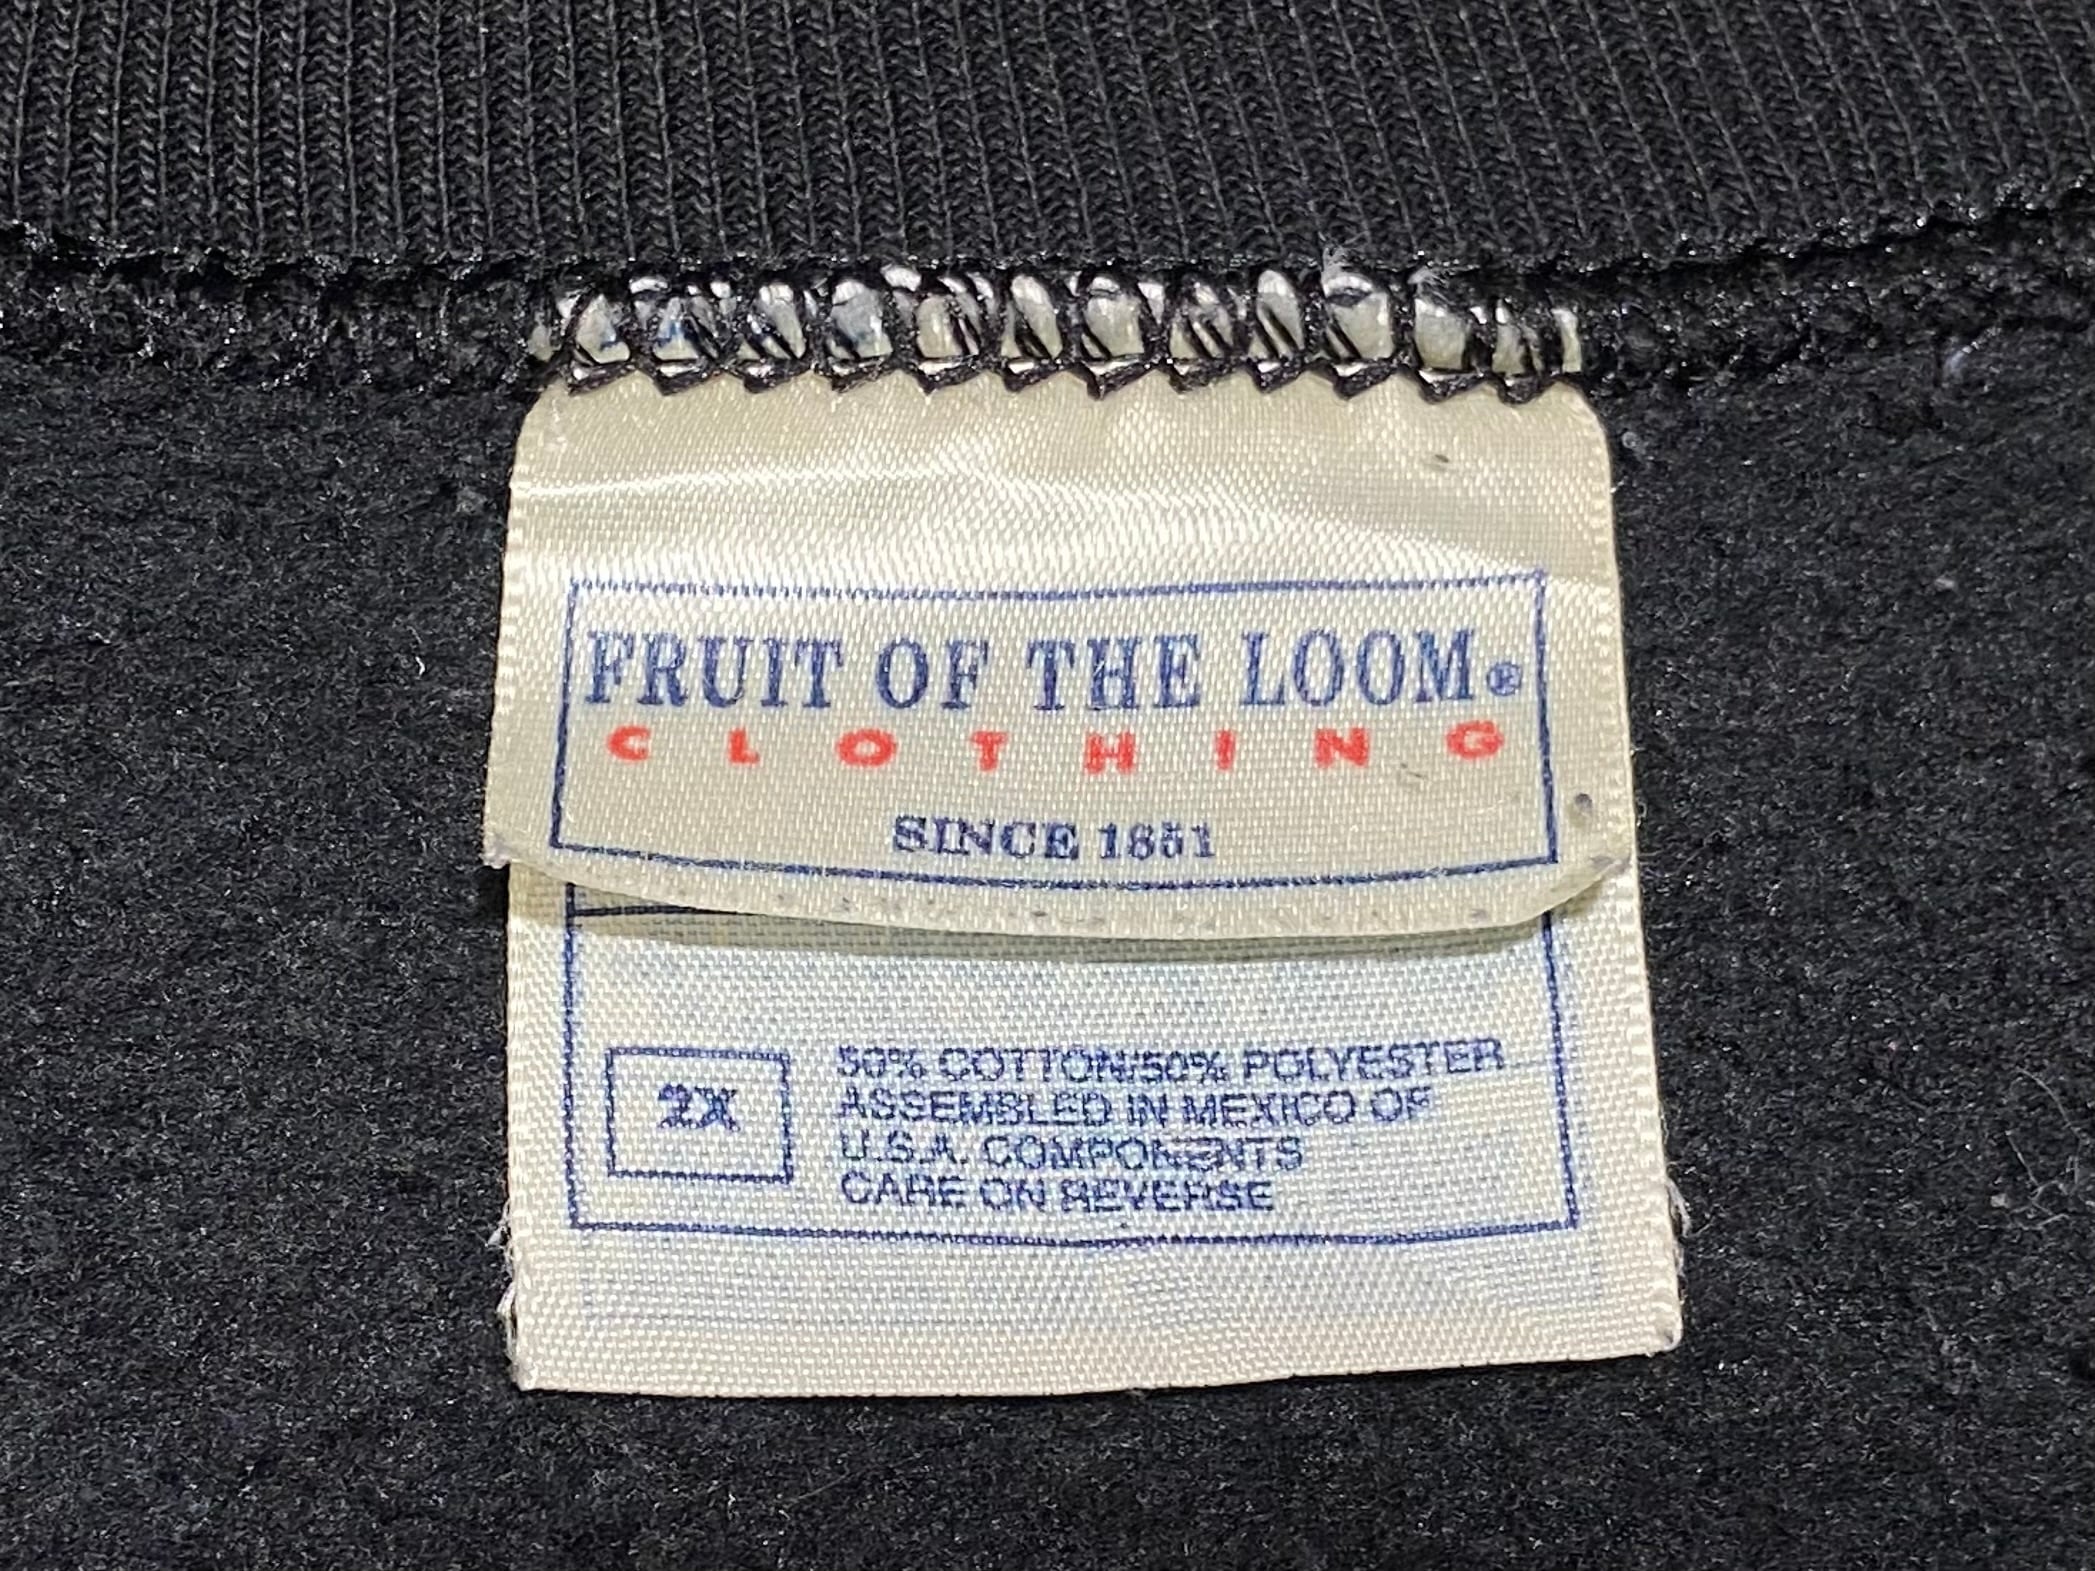 FRUIT OF THE LOOM®
CLOTHING
SINCE 1851
2X
50% COTTON/50% POLYESTER
ASSEMBLED IN MEXICO OF
U.S.A. COMPONENTS
CARE ON REVERSE